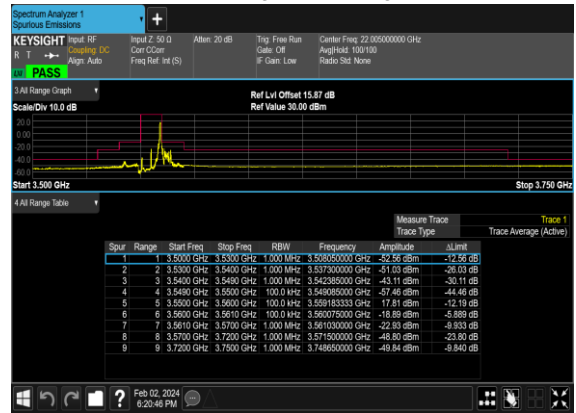 Spectrum Analyzer 1
Spurious Emissions
KEYSIGHT Input: RF Input Z: 50 Ω Atten: 20 dB Trig: Free Run Center Freq: 22.005000000 GHz
R T Coupling: DC Corr CCorr Gate: Off Avg|Hold: 100/100
Align: Auto Freq Ref: Int (S) IF Gain: Low Radio Std: None
PASS
3 All Range Graph
Ref Lvl Offset 15.87 dB
Scale/Div 10.0 dB Ref Value 30.00 dBm
20.0
0.00
-20.0
-40.0
-60.0
Start 3.500 GHz Stop 3.750 GHz
4 All Range Table
Measure Trace Trace 1
Trace Type Trace Average (Active)
Spur Range Start Freq Stop Freq RBW Frequency Amplitude ΔLimit
1 1 3.5000 GHz 3.5300 GHz 1.000 MHz 3.508050000 GHz -52.56 dBm -12.56 dB
2 2 3.5300 GHz 3.5400 GHz 1.000 MHz 3.537300000 GHz -51.03 dBm -26.03 dB
3 3 3.5400 GHz 3.5490 GHz 1.000 MHz 3.542385000 GHz -43.11 dBm -30.11 dB
4 4 3.5490 GHz 3.5500 GHz 100.0 kHz 3.549085000 GHz -57.46 dBm -44.46 dB
5 5 3.5500 GHz 3.5600 GHz 100.0 kHz 3.559183333 GHz 17.81 dBm -12.19 dB
6 6 3.5600 GHz 3.5610 GHz 100.0 kHz 3.560075000 GHz -18.89 dBm -5.889 dB
7 7 3.5610 GHz 3.5700 GHz 1.000 MHz 3.561030000 GHz -22.93 dBm -9.933 dB
8 8 3.5700 GHz 3.7200 GHz 1.000 MHz 3.571500000 GHz -48.80 dBm -23.80 dB
9 9 3.7200 GHz 3.7500 GHz 1.000 MHz 3.748650000 GHz -49.84 dBm -9.840 dB
Feb 02, 2024
6:20:46 PM